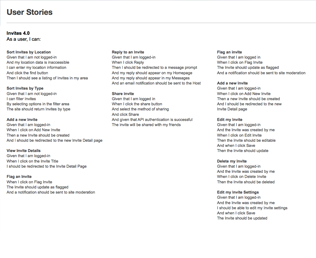 User Stories
Invites 4.0
As a user, I can:
Sort Invites by Location
Given that I am not logged-in
And my location data is inaccessible
I can enter my location information
And click the find button
Then I should see a listing of invites in my area
Sort Invites by Type
Given that I am not logged-in
I can filter invites
By selecting options in the filter area
The site should return invites by type
Add a new Invite
Given that I am logged-in
When I click on Add New Invite
Then a new Invite should be created
And I should be redirected to the new Invite Detail page
View Invite Details
Given that I am logged-in
When I click on the Invite Title
I should be redirect to the Invite Detail Page
Flag an Invite
When I click on Flag Invite
The invite should update as flagged
And a notification should be sent to site moderation
Reply to an Invite
Given that I am logged-in
When I click Reply
Then I should be redirected to a message prompt
And my reply should appear on my Homepage
And my reply should appear in my Messages
And an email notification should be sent to the Host
Share Invite
Given that I am logged-in
When I click the share button
And select the method of sharing
And click Share
And given that API authentication is successful
The invite will be shared with my friends
Flag an Invite
Given that I am logged in
When I click on Flag Invite
The invite should update as flagged
And a notification should be sent to site moderation
Add a new Invite
Given that I am logged-in
When I click on Add New Invite
Then a new Invite should be created
And I should be redirected to the new
Invite Detail page
Edit my Invite
Given that I am logged-in
And the Invite was created by me
When I click on Edit Invite
Then the Invite should be editable
And when I click Save
Then the Invite should update
Delete my Invite
Given that I am logged-in
And the Invite was created by me
When I click on Delete Invite
Then the Invite should be deleted
Edit my Invite Settings
Given that I am logged-in
And the Invite was created by me
I should be able to edit my Invite settings
And when I click Save
The Invite should be updated